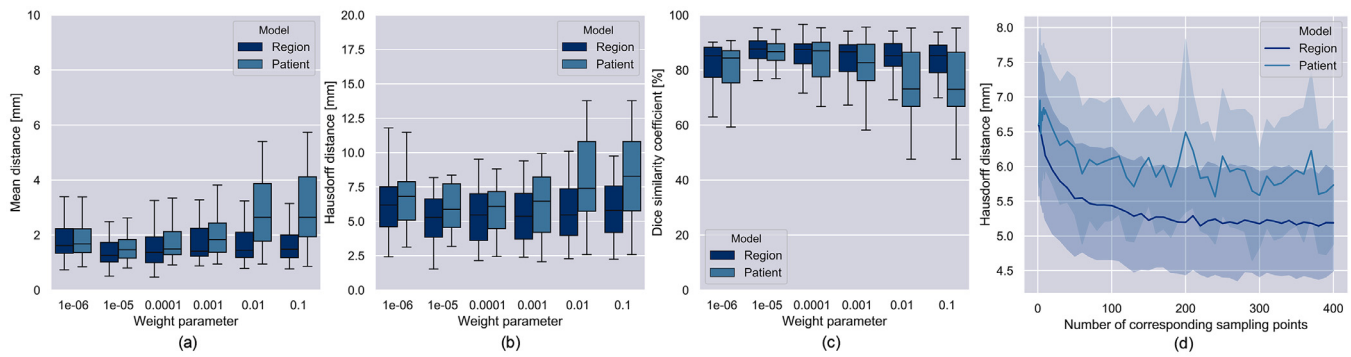 10
8
6
4
2
0
Mean distance [mm]
Model
Region
Patient
1e-06
1e-05
0.0001
0.001
0.01
0.1
Weight parameter
(a)
20.0
17.5
15.0
12.5
10.0
7.5
5.0
2.5
0
Hausdorff distance [mm]
Model
Region
Patient
1e-06
1e-05
0.0001
0.001
0.01
0.1
Weight parameter
(b)
100
80
60
40
20
0
Dice similarity coefficient [%]
Model
Region
Patient
1e-06
1e-05
0.0001
0.001
0.01
0.1
Weight parameter
(c)
8.0
7.5
7.0
6.5
6.0
5.5
5.0
4.5
Hausdorff distance [mm]
Model
Region
Patient
0
100
200
300
400
Number of corresponding sampling points
(d)